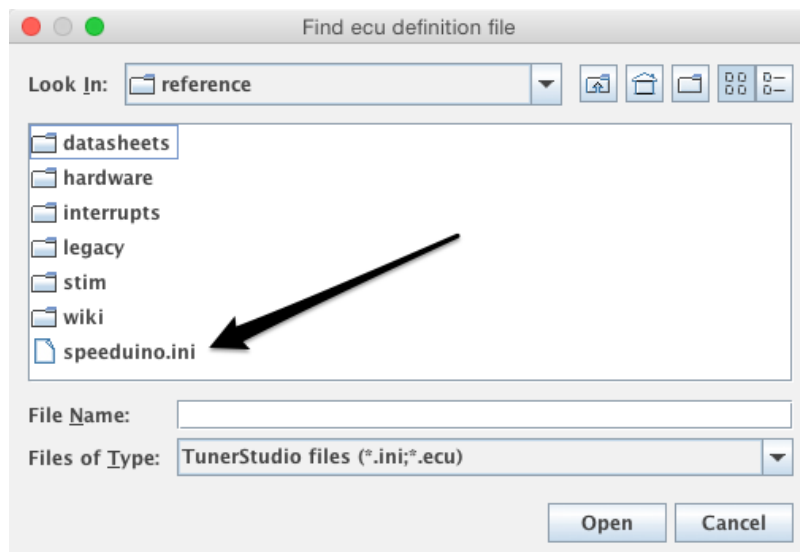 Find ecu definition file
Look In: reference
datasheets
hardware
interrupts
legacy
stim
wiki
speeduino.ini
File Name:
Files of Type: TunerStudio files (*.ini;*.ecu)
Open Cancel